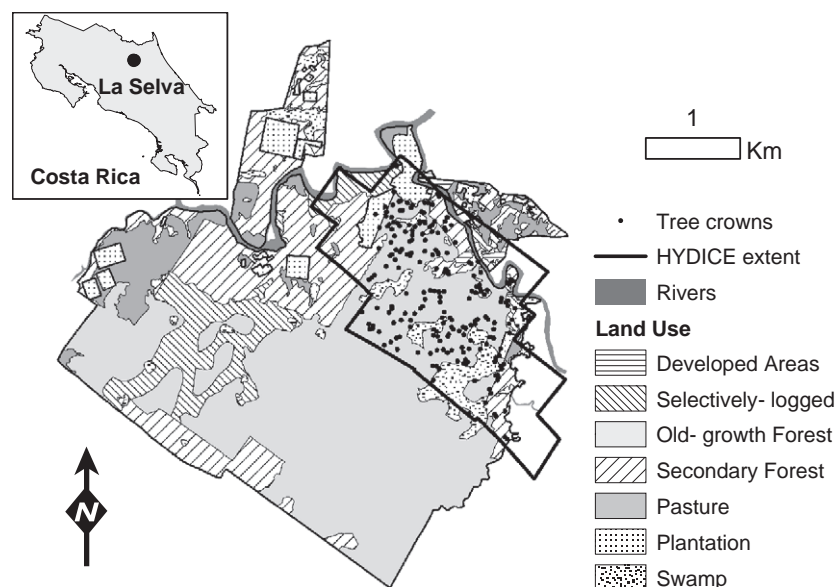 La Selva
Costa Rica
1
Km
Tree crowns
HYDICE extent
Rivers
Land Use
Developed Areas
Selectively- logged
Old- growth Forest
Secondary Forest
Pasture
Plantation
Swamp
N